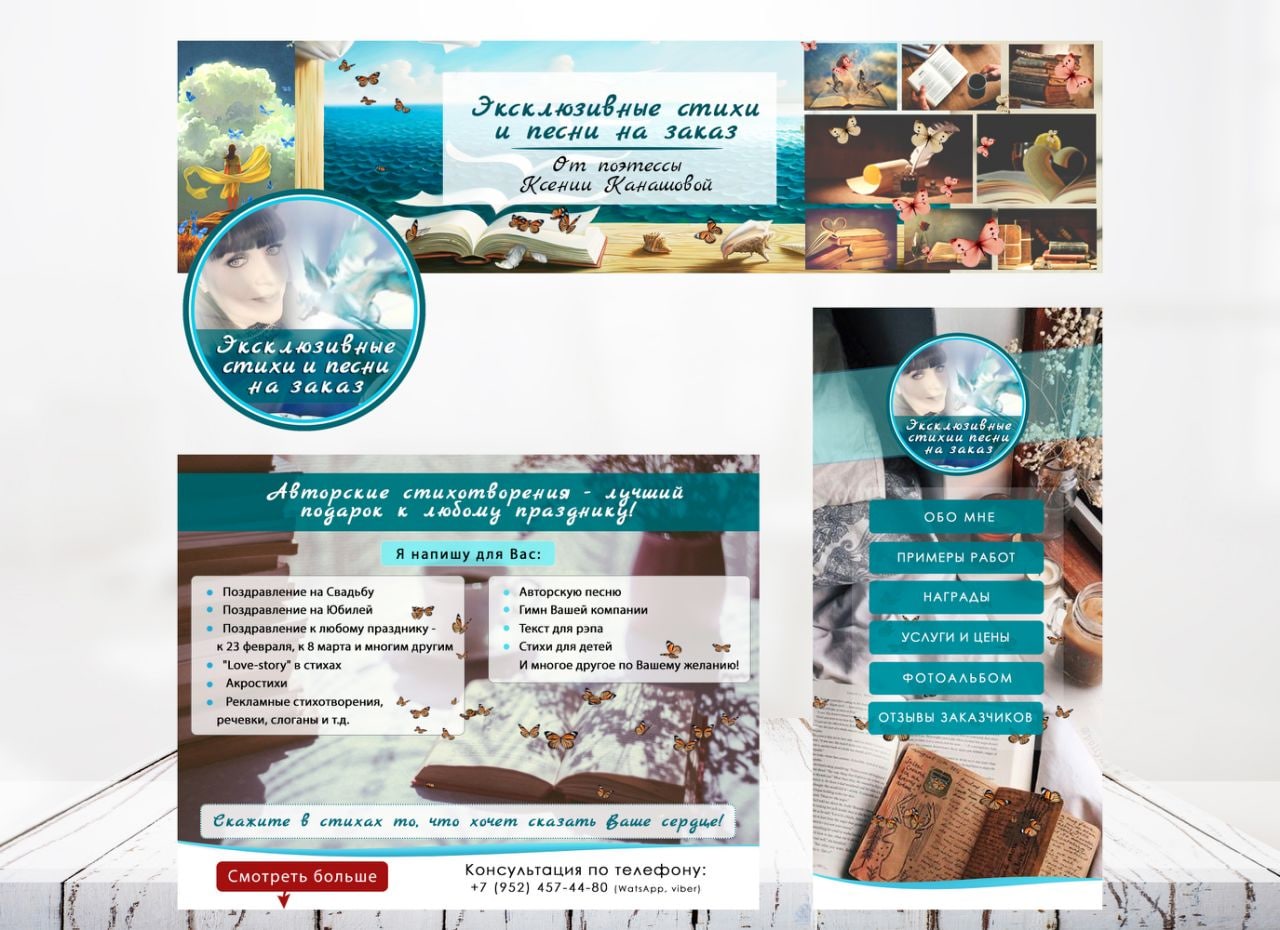 Эксклюзивные стихи
и песни на заказ
От поэтессы
Ксении Канашовой
Эксклюзивные
стихи и песни
на заказ
Эксклюзивные
стихии песни
на заказ
ОБО МНЕ
ПРИМЕРЫ РАБОТ
НАГРАДЫ
УСЛУГИ И ЦЕНЫ
ФОТОАЛЬБОМ
ОТЗЫВЫ ЗАКАЗЧИКОВ
Авторские стихотворения - лучший
подарок к любому празднику!
Я напишу для Вас:
Поздравление на Свадьбу
Поздравление на Юбилей
Поздравление к любому празднику -
к 23 февраля, к 8 марта и многим другим
"Love-story" в стихах
Акростихи
Рекламные стихотворения,
речевки, слоганы и т.д.
Авторскую песню
Гимн Вашей компании
Текст для рэпа
Стихи для детей
И многое другое по Вашему желанию!
Скажите в стихах то, что хочет сказать Ваше сердце!
Смотреть больше
Консультация по телефону:
+7 (952) 457-44-80 (WatsApp, viber)